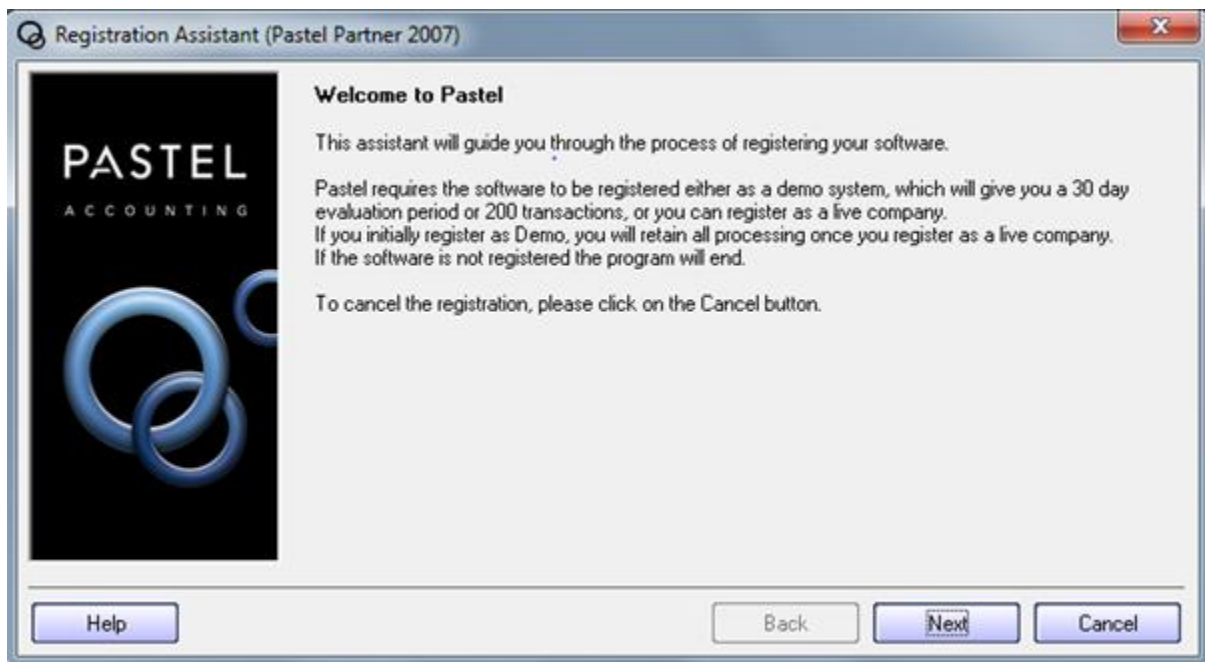 Registration Assistant (Pastel Partner 2007)
PASTEL
ACCOUNTING
Welcome to Pastel
This assistant will guide you through the process of registering your software.
Pastel requires the software to be registered either as a demo system, which will give you a 30 day
evaluation period or 200 transactions, or you can register as a live company.
If you initially register as Demo, you will retain all processing once you register as a live company.
If the software is not registered the program will end.
To cancel the registration, please click on the Cancel button.
Help
Back
Next
Cancel